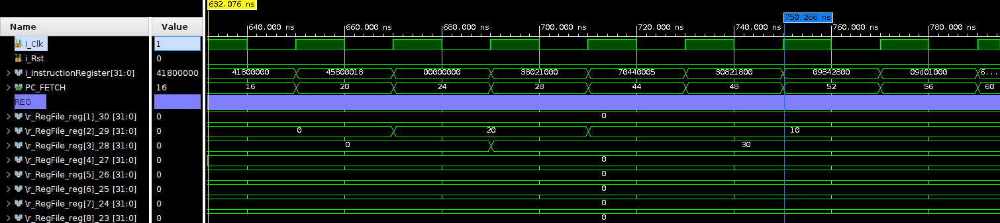 632.076 ns
750.266 ns
Name Value
640.000 ns 660.000 ns 680.000 ns 700.000 ns 720.000 ns 740.000 ns 760.000 ns 780.000 ns
i_Clk 1
i_Rst 0
i_InstructionRegister[31:0] 41800000 41800000 45800018 00000000 38021000 70440005 30821800 09842800 09d01000 6...
PC_FETCH 16 16 20 24 28 44 48 52 56 60
REG
\r_RegFile_reg[1]_30 [31:0] 0 0
\r_RegFile_reg[2]_29 [31:0] 0 0 20 10
\r_RegFile_reg[3]_28 [31:0] 0 0 30
\r_RegFile_reg[4]_27 [31:0] 0 0
\r_RegFile_reg[5]_26 [31:0] 0 0
\r_RegFile_reg[6]_25 [31:0] 0 0
\r_RegFile_reg[7]_24 [31:0] 0 0
\r_RegFile_reg[8]_23 [31:0] 0 0